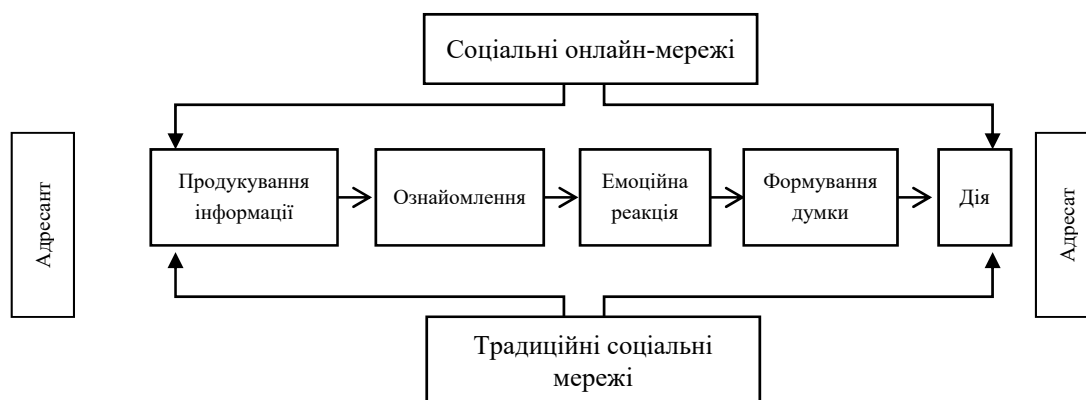 Соціальні онлайн-мережі
Адресант
Продукування
інформації
Ознайомлення
Емоційна
реакція
Формування
думки
Дія
Адресат
Традиційні соціальні
мережі